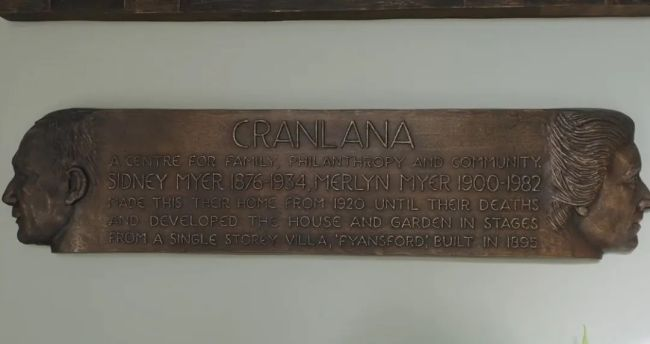 CRANLANA
A CENTRE FOR FAMILY, PHILANTHROPY AND COMMUNITY.
SIDNEY MYER 1876-1934, MERLYN MYER 1900-1982
MADE THIS THEIR HOME FROM 1920 UNTIL THEIR DEATHS
AND DEVELOPED THE HOUSE AND GARDEN IN STAGES
FROM A SINGLE STOREY VILLA, 'FYANSFORD', BUILT IN 1895